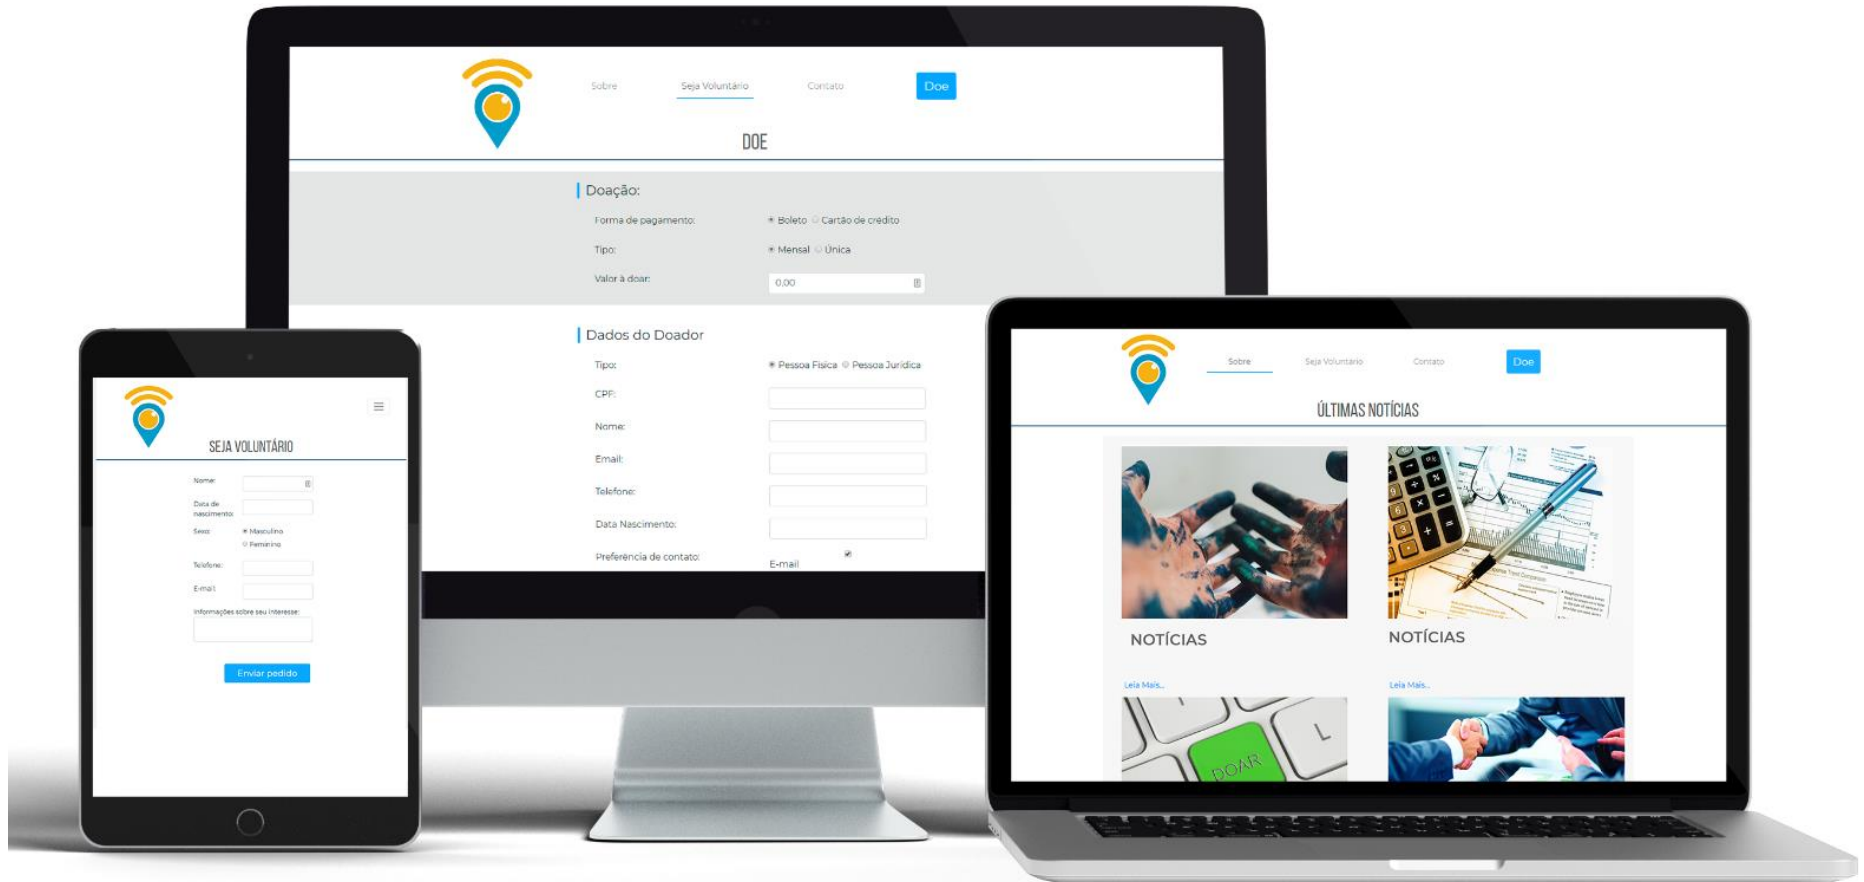 Sobre Seja Voluntário Contato Doe
DOE
Doação:
Forma de pagamento: Boleto Cartão de crédito
Tipo: Mensal Única
Valor à doar: 0,00
Dados do Doador
Tipo: Pessoa Física Pessoa Jurídica
CPF:
Nome:
Email:
Telefone:
Data Nascimento:
Preferência de contato:
E-mail
SEJA VOLUNTÁRIO
Nome:
Data de
nascimento:
Sexo: Masculino
Feminino
Telefone:
E-mail:
Informações sobre seu interesse:
Enviar pedido
Sobre Seja Voluntário Contato Doe
ÚLTIMAS NOTÍCIAS
NOTÍCIAS NOTÍCIAS
Leia Mais... Leia Mais...
L
DOAR